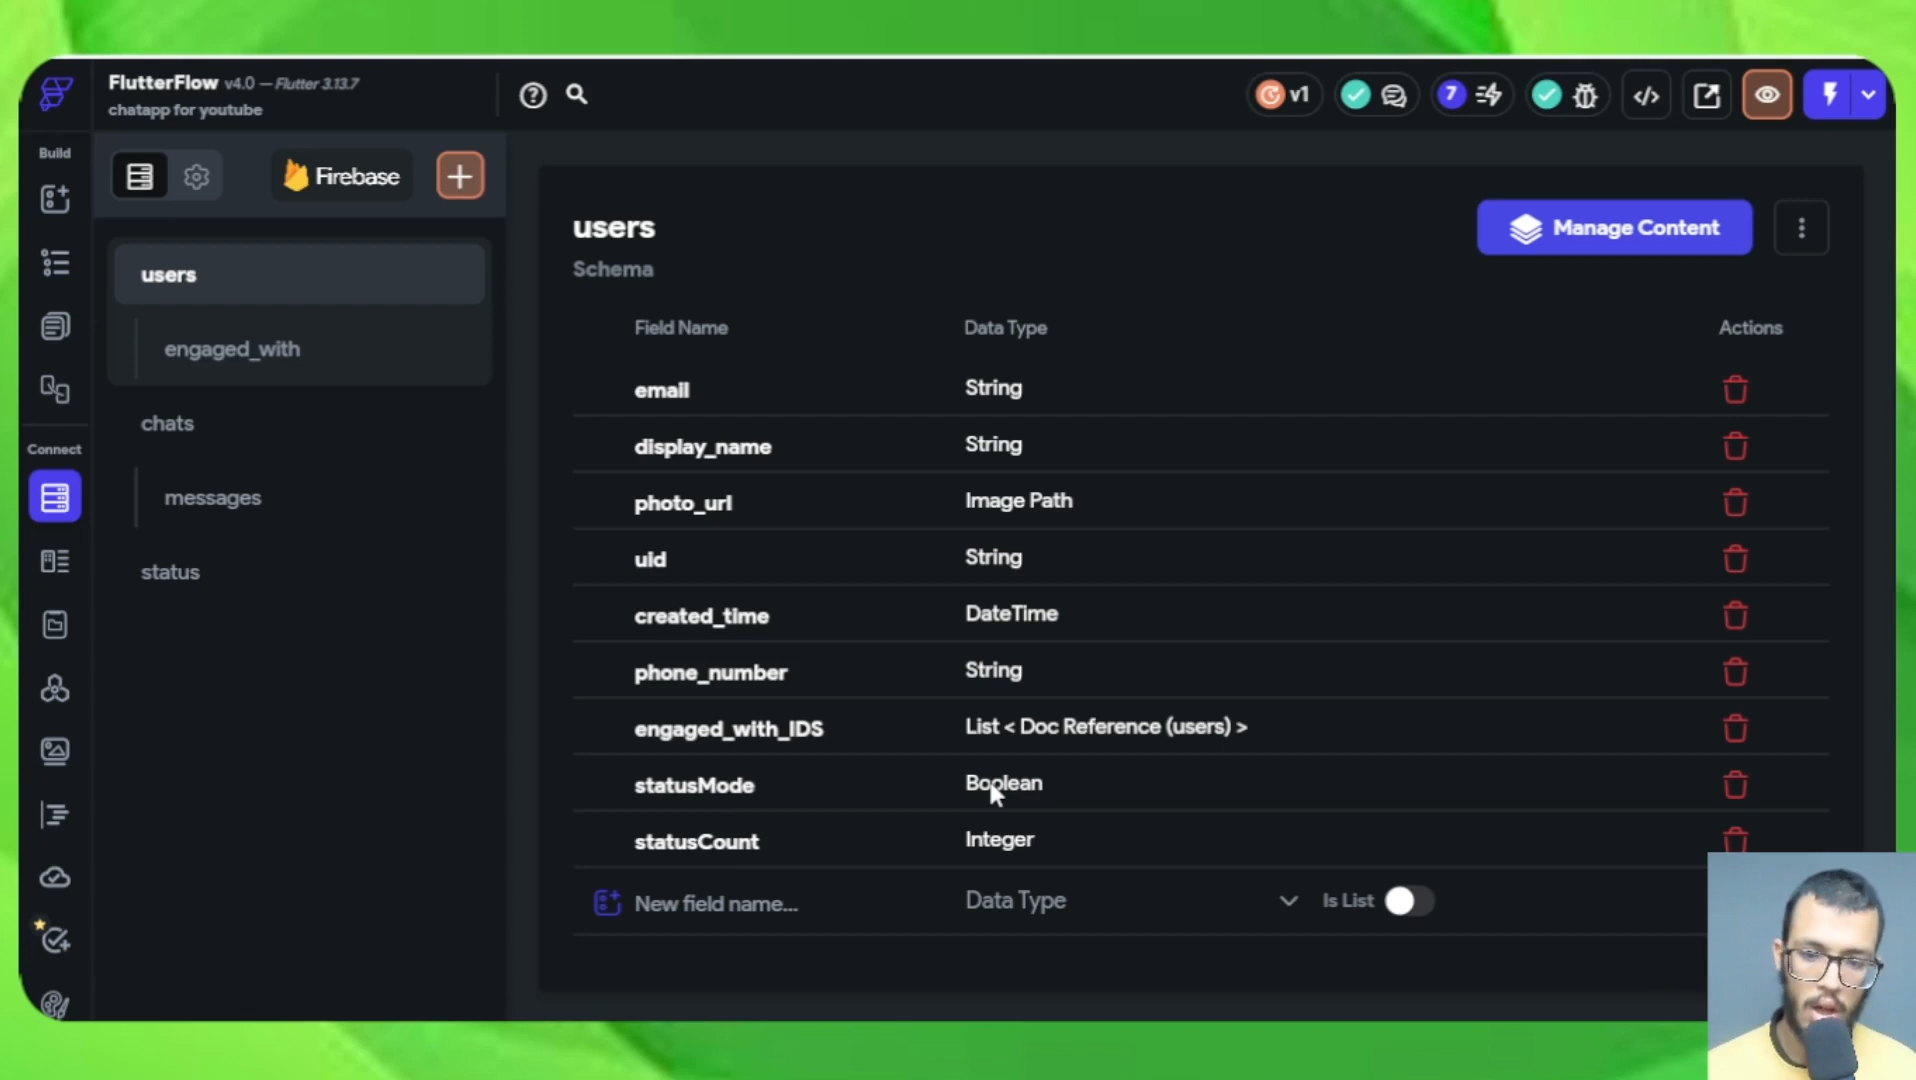 FlutterFlow v4.0 — Flutter 3.13.7
chatapp for youtube
v1
7
Build
Firebase
users
engaged_with
chats
messages
status
Connect
users
Schema
Manage Content
Field Name Data Type Actions
email String
display_name String
photo_url Image Path
uid String
created_time DateTime
phone_number String
engaged_with_IDS List < Doc Reference (users) >
statusMode Boolean
statusCount Integer
New field name... Data Type Is List